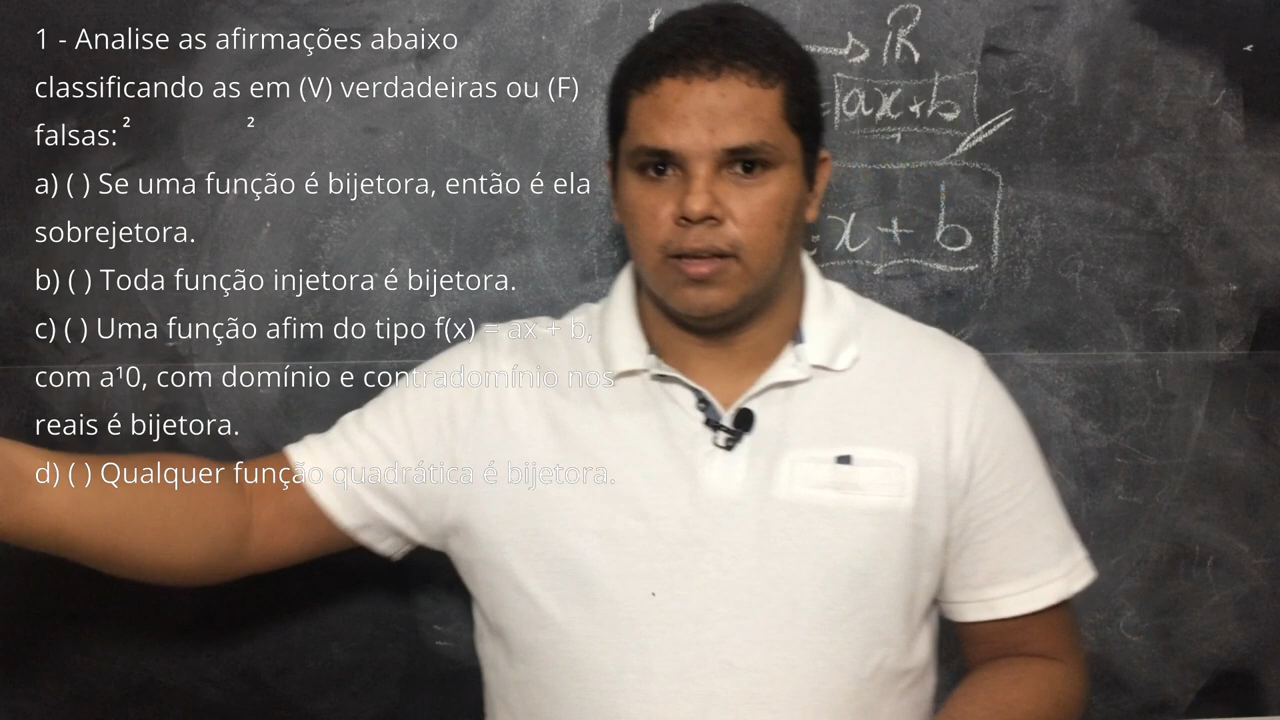 1 - Analise as afirmações abaixo
classificando as em (V) verdadeiras ou (F)
falsas: ² ²
a) ( ) Se uma função é bijetora, então é ela
sobrejetora.
b) ( ) Toda função injetora é bijetora.
c) ( ) Uma função afim do tipo f(x) = ax + b,
com a¹0, com domínio e contradomínio nos
reais é bijetora.
d) ( ) Qualquer função quadrática é bijetora.
→ ℝ
= ax+b
x + b